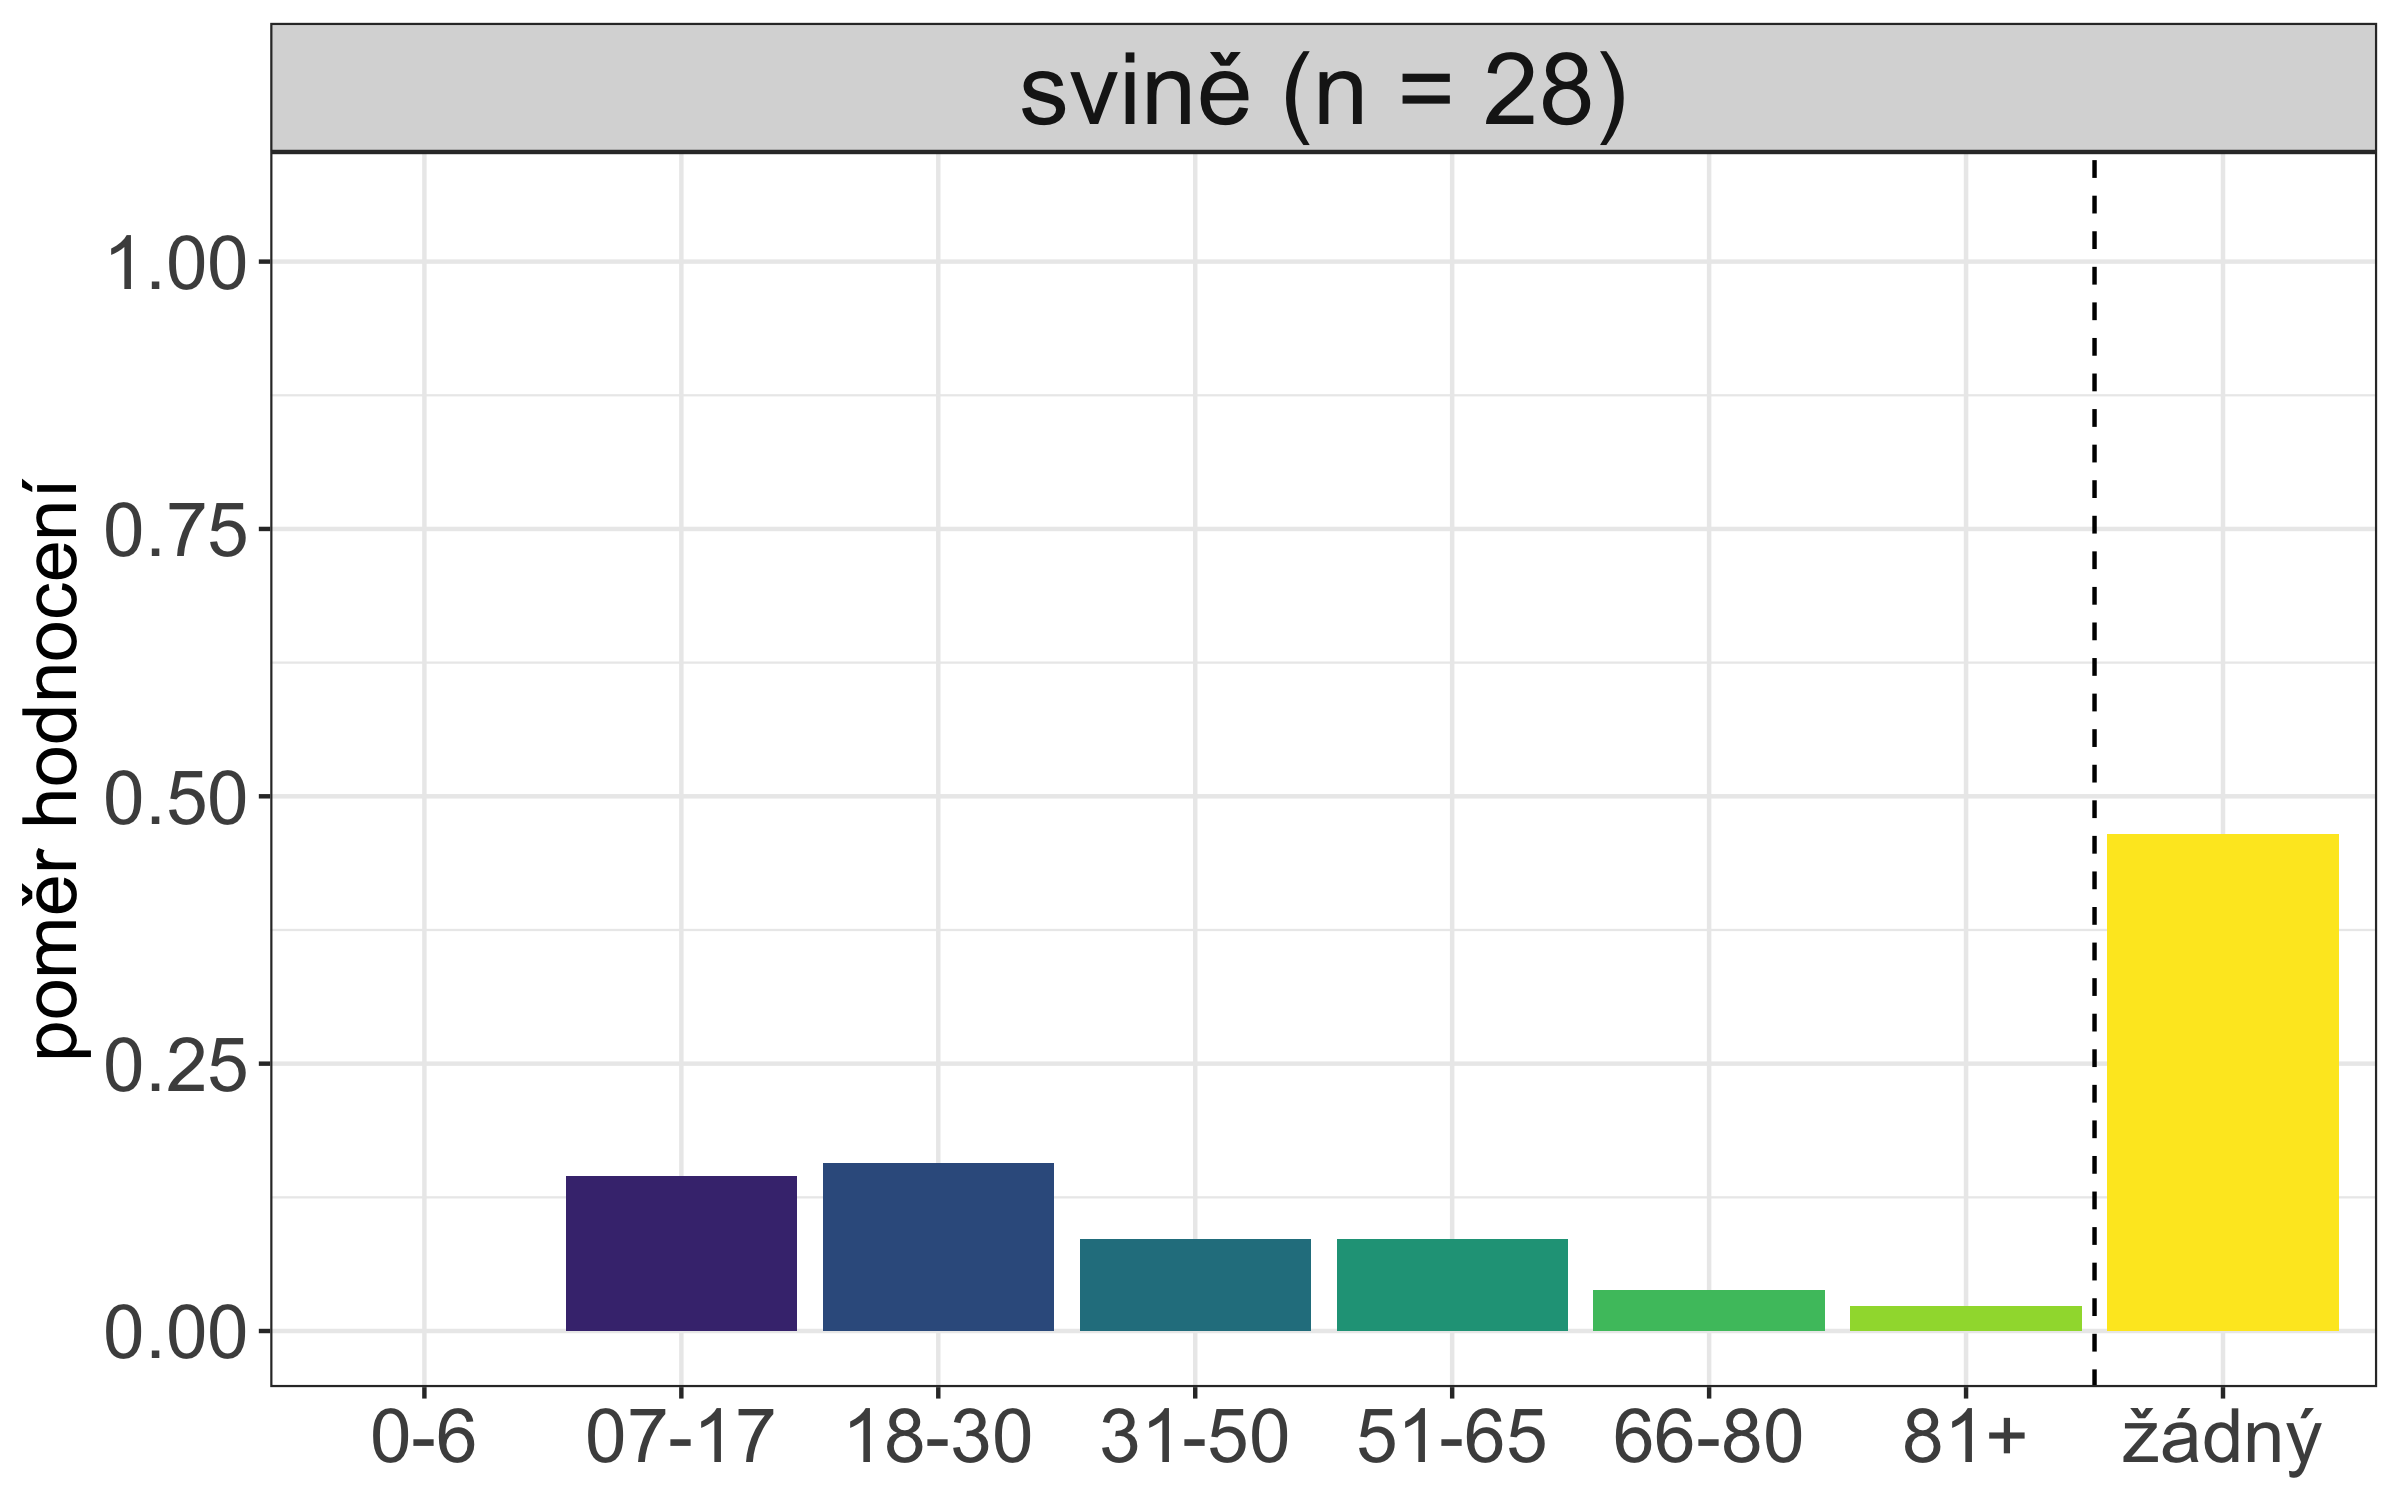 svině (n = 28)
poměr hodnocení
1.00
0.75
0.50
0.25
0.00
0-6 07-17 18-30 31-50 51-65 66-80 81+ žádný